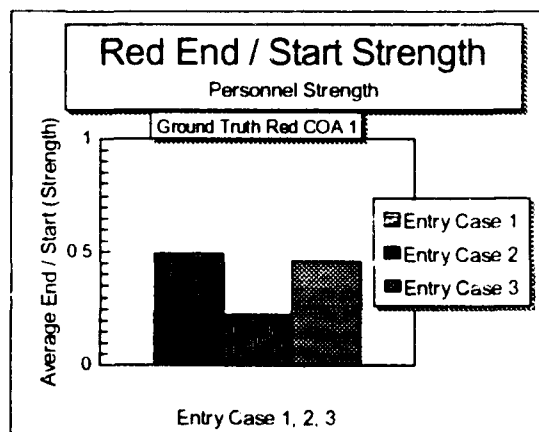 Red End / Start Strength
Personnel Strength
Ground Truth Red COA 1
Average End / Start (Strength)
1
0 5
0
Entry Case 1
Entry Case 2
Entry Case 3
Entry Case 1, 2, 3